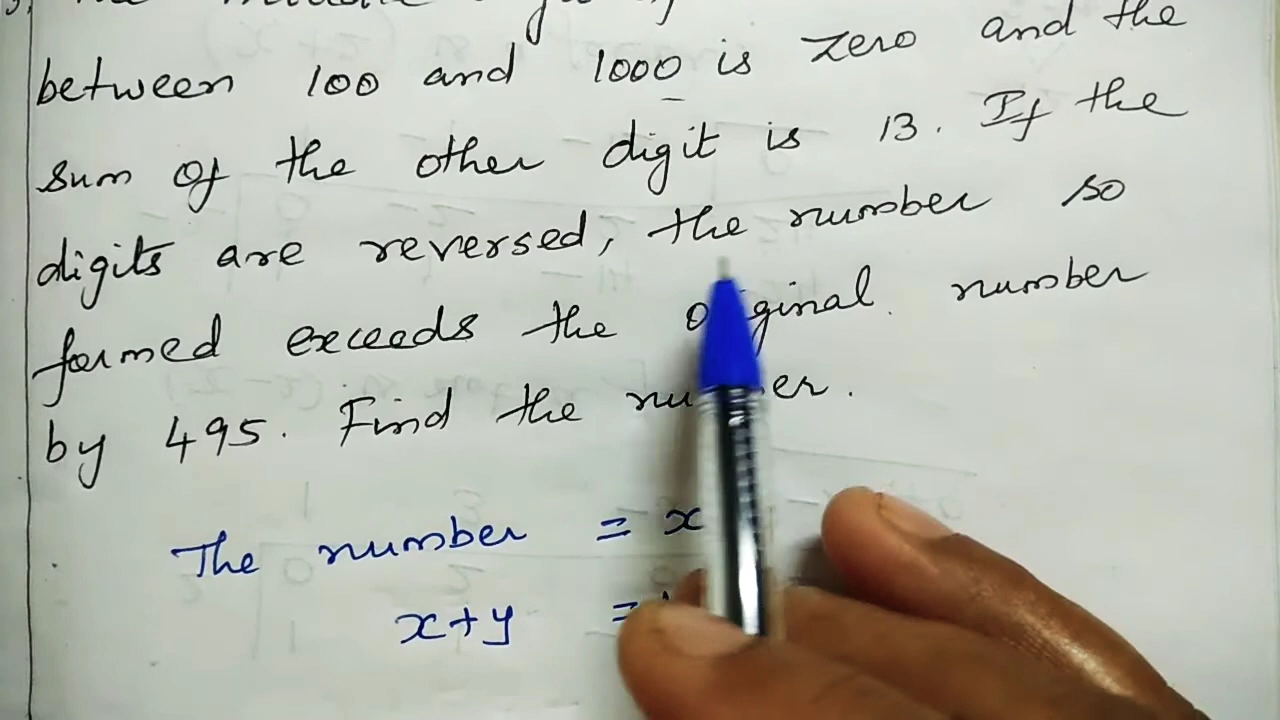 between 100 and 1000 is zero and the
sum of the other digit is 13. If the
digits are reversed, the number so
formed exceeds the original number
by 495. Find the number.
The number = x
x+y =